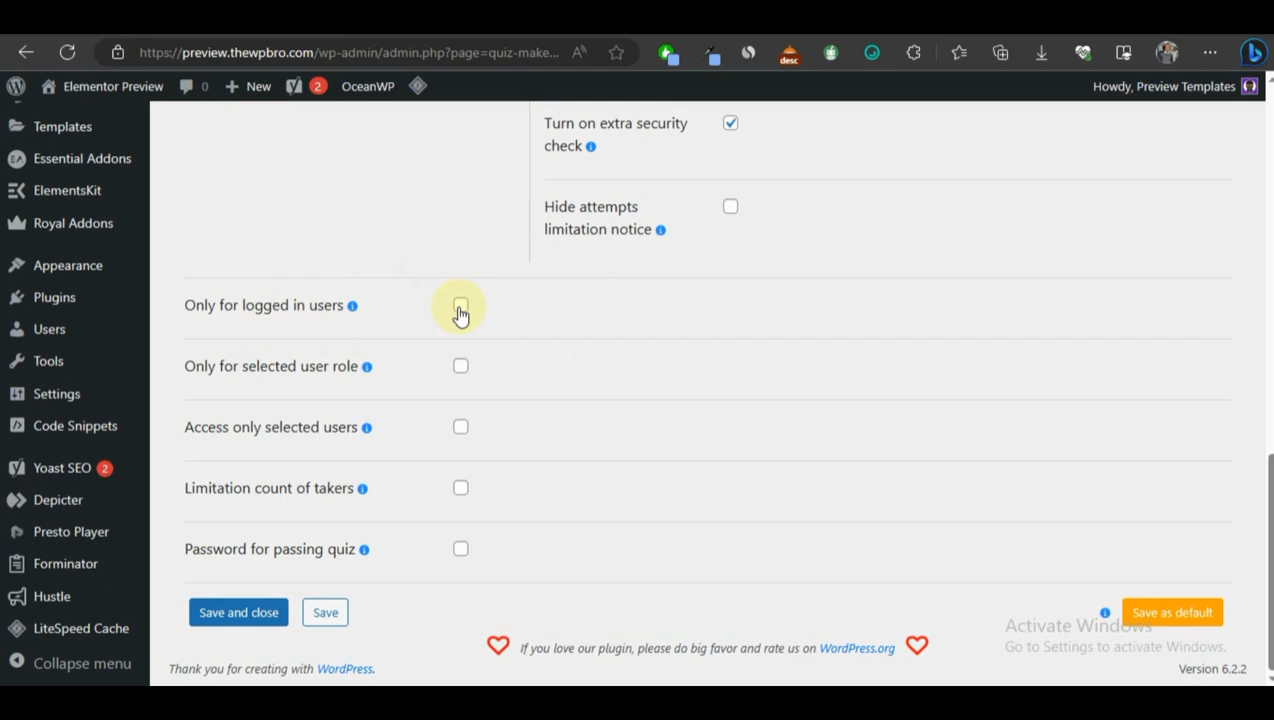 https://preview.thewpbro.com/wp-admin/admin.php?page=quiz-make...
desc
Elementor Preview
0
New
2
OceanWP
Howdy, Preview Templates
Templates
Essential Addons
ElementsKit
Royal Addons
Appearance
Plugins
Users
Tools
Settings
Code Snippets
Yoast SEO 2
Depicter
Presto Player
Forminator
Hustle
LiteSpeed Cache
Collapse menu
Turn on extra security
check
Hide attempts
limitation notice
Only for logged in users
Only for selected user role
Access only selected users
Limitation count of takers
Password for passing quiz
Save and close
Save
Save as default
Activate Windows
Go to Settings to activate Windows.
If you love our plugin, please do big favor and rate us on WordPress.org
Thank you for creating with WordPress.
Version 6.2.2